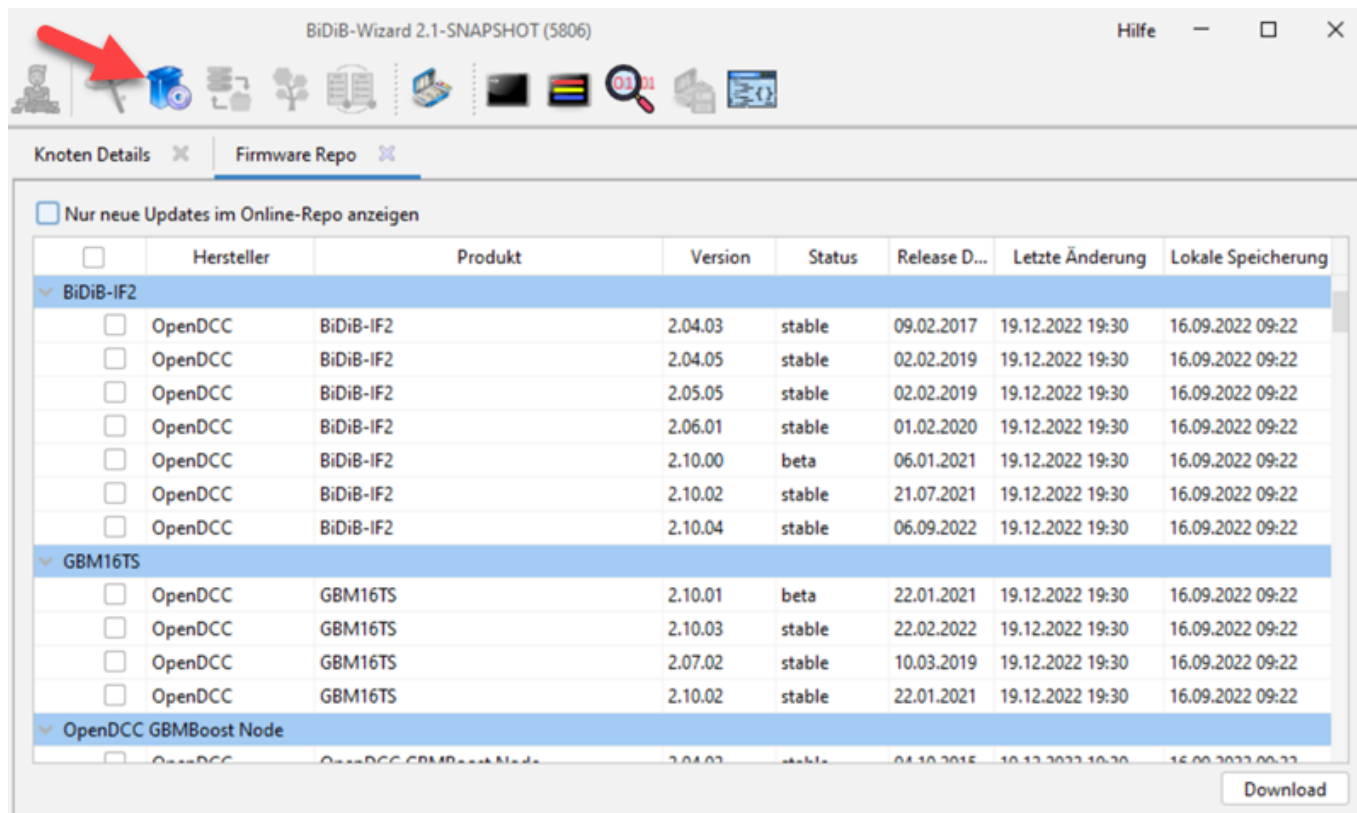 BiDiB-Wizard 2.1-SNAPSHOT (5806) Hilfe
Knoten Details Firmware Repo
Nur neue Updates im Online-Repo anzeigen
Hersteller Produkt Version Status Release D... Letzte Änderung Lokale Speicherung
BiDiB-IF2
OpenDCC BiDiB-IF2 2.04.03 stable 09.02.2017 19.12.2022 19:30 16.09.2022 09:22
OpenDCC BiDiB-IF2 2.04.05 stable 02.02.2019 19.12.2022 19:30 16.09.2022 09:22
OpenDCC BiDiB-IF2 2.05.05 stable 02.02.2019 19.12.2022 19:30 16.09.2022 09:22
OpenDCC BiDiB-IF2 2.06.01 stable 01.02.2020 19.12.2022 19:30 16.09.2022 09:22
OpenDCC BiDiB-IF2 2.10.00 beta 06.01.2021 19.12.2022 19:30 16.09.2022 09:22
OpenDCC BiDiB-IF2 2.10.02 stable 21.07.2021 19.12.2022 19:30 16.09.2022 09:22
OpenDCC BiDiB-IF2 2.10.04 stable 06.09.2022 19.12.2022 19:30 16.09.2022 09:22
GBM16TS
OpenDCC GBM16TS 2.10.01 beta 22.01.2021 19.12.2022 19:30 16.09.2022 09:22
OpenDCC GBM16TS 2.10.03 stable 22.02.2022 19.12.2022 19:30 16.09.2022 09:22
OpenDCC GBM16TS 2.07.02 stable 10.03.2019 19.12.2022 19:30 16.09.2022 09:22
OpenDCC GBM16TS 2.10.02 stable 22.01.2021 19.12.2022 19:30 16.09.2022 09:22
OpenDCC GBMBoost Node
OpenDCC OpenDCC GBMBoost Node stable
Download